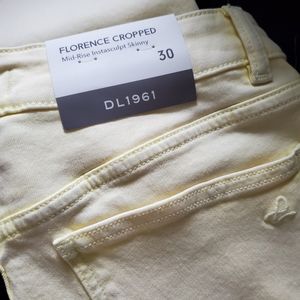 FLORENCE CROPPED
Mid-Rise Instasculpt Skinny
30
DL1961